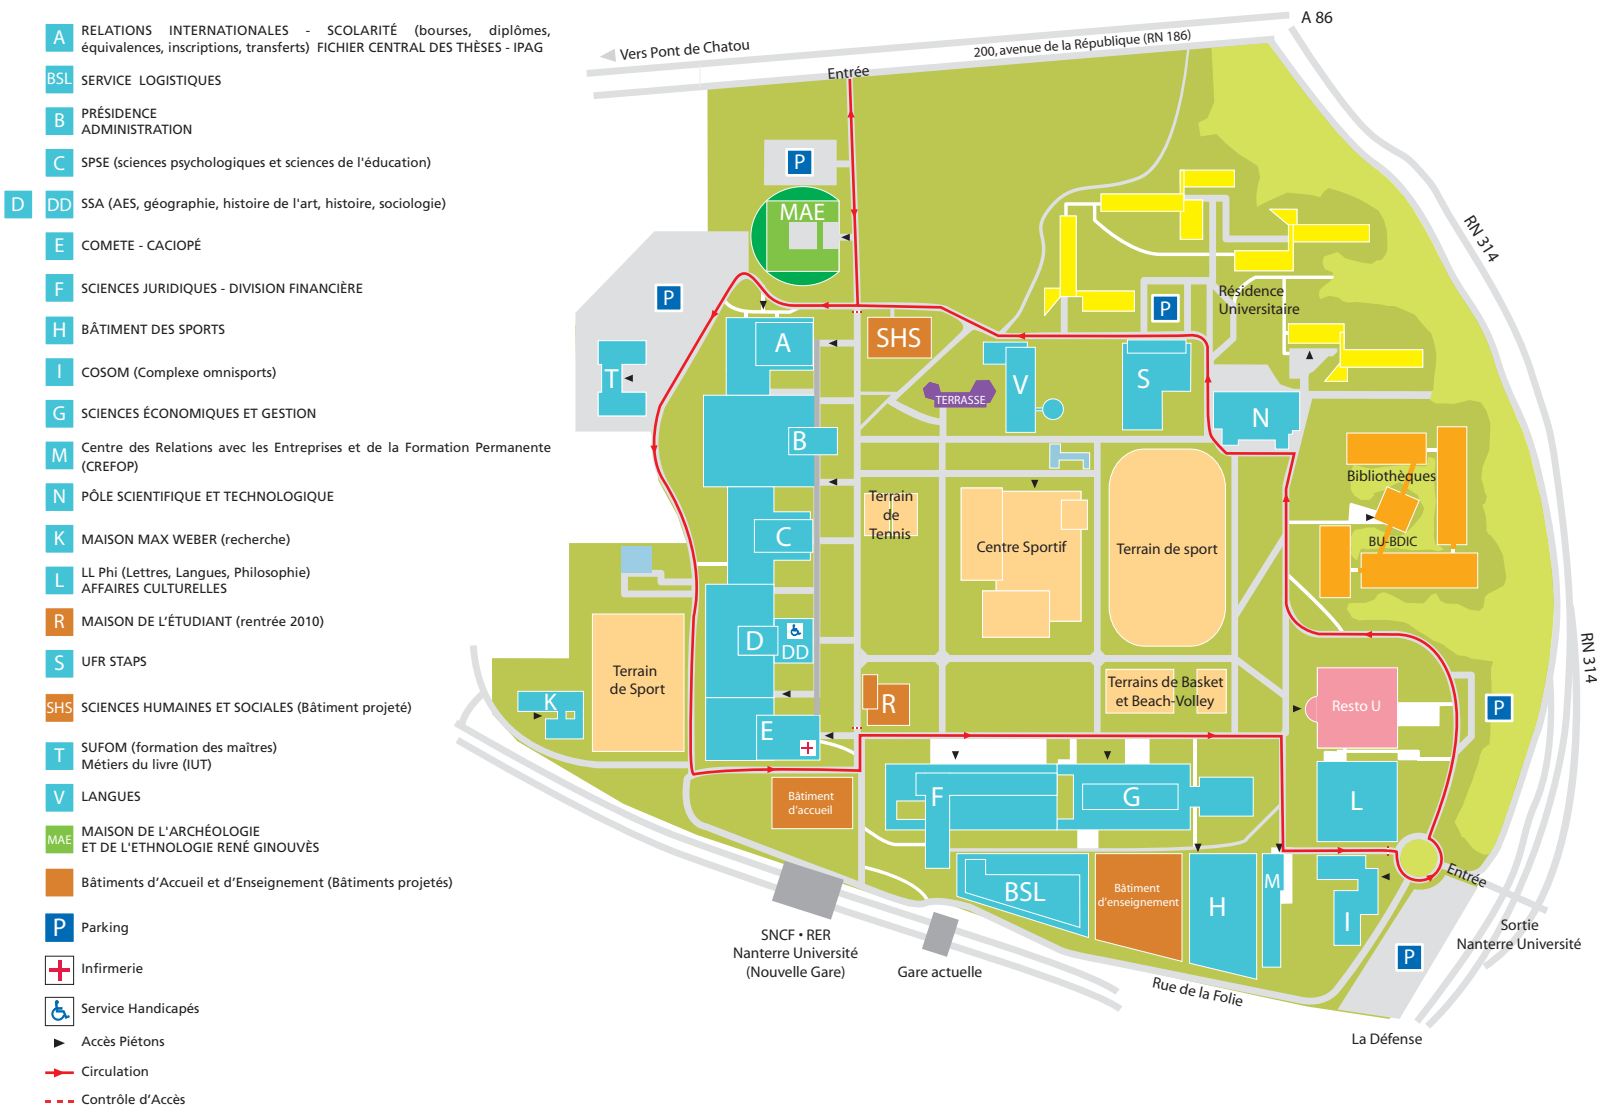 A
RELATIONS INTERNATIONALES - SCOLARITÉ (bourses, diplômes,
équivalences, inscriptions, transferts) FICHIER CENTRAL DES THÈSES - IPAG
BSL
SERVICE LOGISTIQUES
B
PRÉSIDENCE
ADMINISTRATION
C
SPSE (sciences psychologiques et sciences de l'éducation)
D
DD
SSA (AES, géographie, histoire de l'art, histoire, sociologie)
E
COMETE - CACIOPÉ
F
SCIENCES JURIDIQUES - DIVISION FINANCIÈRE
H
BÂTIMENT DES SPORTS
I
COSOM (Complexe omnisports)
G
SCIENCES ÉCONOMIQUES ET GESTION
M
Centre des Relations avec les Entreprises et de la Formation Permanente
(CREFOP)
N
PÔLE SCIENTIFIQUE ET TECHNOLOGIQUE
K
MAISON MAX WEBER (recherche)
L
LL Phi (Lettres, Langues, Philosophie)
AFFAIRES CULTURELLES
R
MAISON DE L'ÉTUDIANT (rentrée 2010)
S
UFR STAPS
SHS
SCIENCES HUMAINES ET SOCIALES (Bâtiment projeté)
T
SUFOM (formation des maîtres)
Métiers du livre (IUT)
V
LANGUES
MAE
MAISON DE L'ARCHÉOLOGIE
ET DE L'ETHNOLOGIE RENÉ GINOUVÈS
Bâtiments d'Accueil et d'Enseignement (Bâtiments projetés)
P
Parking
Infirmerie
Service Handicapés
Accès Piétons
Circulation
Contrôle d'Accès
A 86
Vers Pont de Chatou
200, avenue de la République (RN 186)
Entrée
P
MAE
RN 314
P
Résidence
Universitaire
P
A
SHS
T
V
S
TERRASSE
N
B
Bibliothèques
Terrain
de
Tennis
C
Centre Sportif
Terrain de sport
BU-BDIC
D
DD
Terrain
de Sport
RN 314
Terrains de Basket
et Beach-Volley
K
R
Resto U
P
E
Bâtiment
d'accueil
F
G
L
Entrée
BSL
Bâtiment
d'enseignement
H
M
I
Sortie
Nanterre Université
SNCF • RER
Nanterre Université
(Nouvelle Gare)
Gare actuelle
P
Rue de la Folie
La Défense